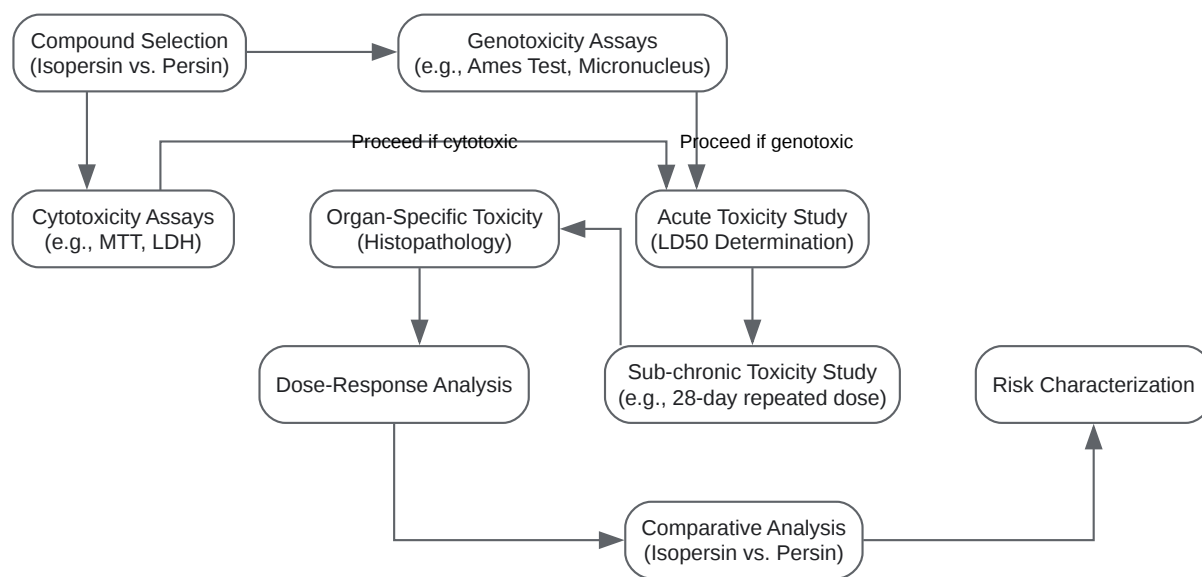 Compound Selection
(Isopersin vs. Persin)
Genotoxicity Assays
(e.g., Ames Test, Micronucleus)
Proceed if cytotoxic
Proceed if genotoxic
Cytotoxicity Assays
(e.g., MTT, LDH)
Organ-Specific Toxicity
(Histopathology)
Acute Toxicity Study
(LD50 Determination)
Dose-Response Analysis
Sub-chronic Toxicity Study
(e.g., 28-day repeated dose)
Risk Characterization
Comparative Analysis
(Isopersin vs. Persin)